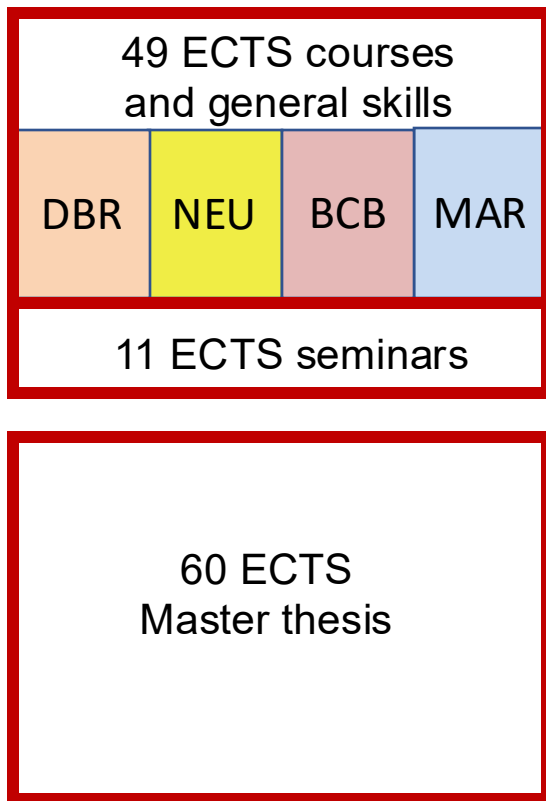 49 ECTS courses
and general skills
DBR NEU BCB MAR
11 ECTS seminars
60 ECTS
Master thesis